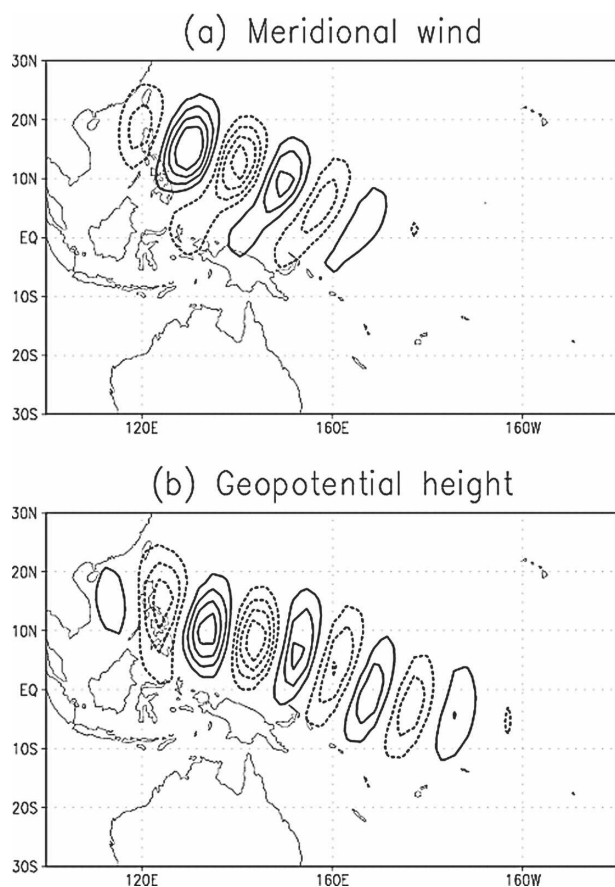 (a) Meridional wind
30N
20N
10N
EQ
10S
20S
30S
120E 160E 160W
(b) Geopotential height
30N
20N
10N
EQ
10S
20S
30S
120E 160E 160W